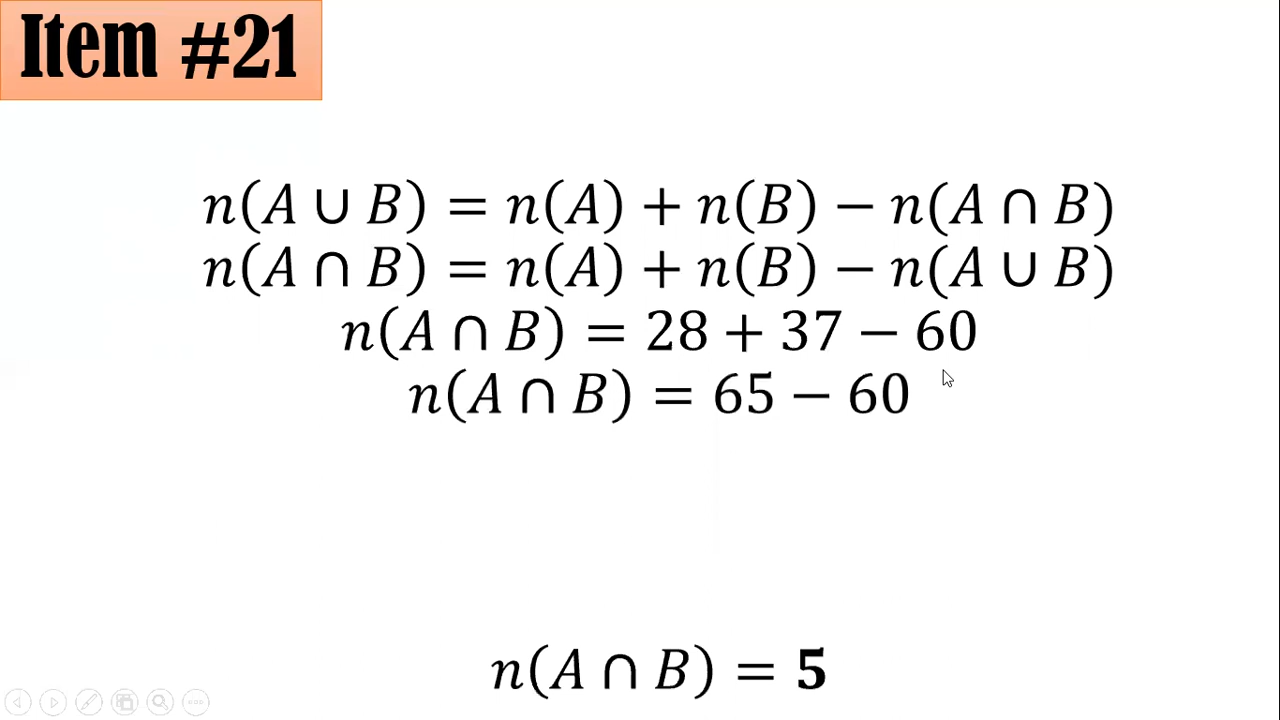 Item #21
n(A ∪ B) = n(A) + n(B) − n(A ∩ B)
n(A ∩ B) = n(A) + n(B) − n(A ∪ B)
n(A ∩ B) = 28 + 37 − 60
n(A ∩ B) = 65 − 60
n(A ∩ B) = 5